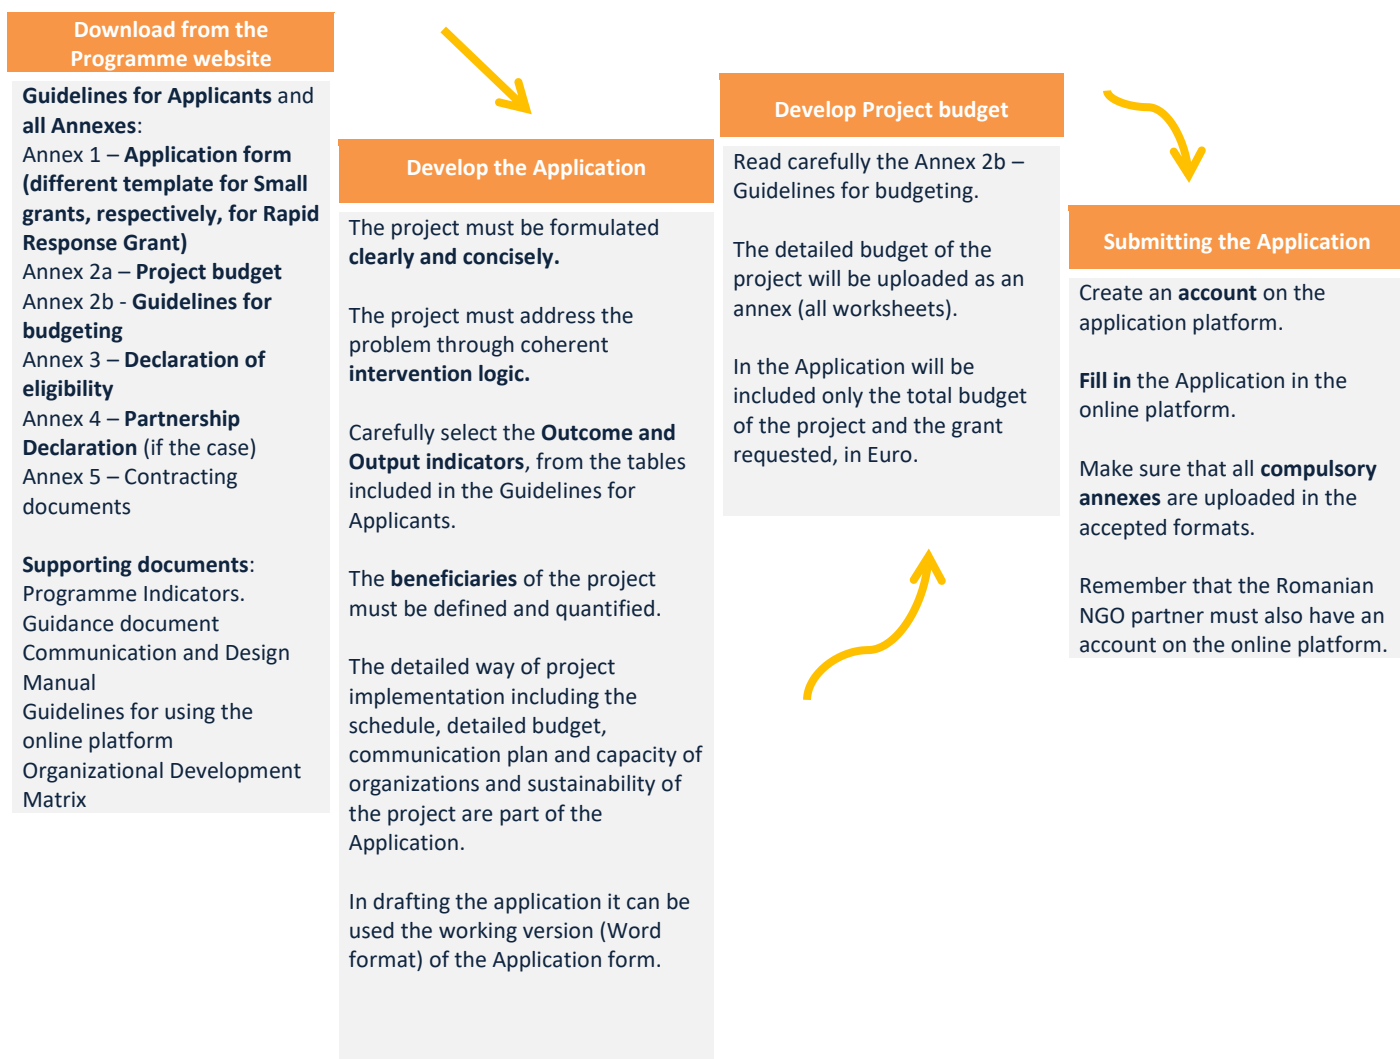 Download from the
Programme website
Guidelines for Applicants and
all Annexes:
Annex 1 – Application form
(different template for Small
grants, respectively, for Rapid
Response Grant)
Annex 2a – Project budget
Annex 2b - Guidelines for
budgeting
Annex 3 – Declaration of
eligibility
Annex 4 – Partnership
Declaration (if the case)
Annex 5 – Contracting
documents
Supporting documents:
Programme Indicators.
Guidance document
Communication and Design
Manual
Guidelines for using the
online platform
Organizational Development
Matrix
Develop the Application
The project must be formulated
clearly and concisely.
The project must address the
problem through coherent
intervention logic.
Carefully select the Outcome and
Output indicators, from the tables
included in the Guidelines for
Applicants.
The beneficiaries of the project
must be defined and quantified.
The detailed way of project
implementation including the
schedule, detailed budget,
communication plan and capacity of
organizations and sustainability of
the project are part of the
Application.
In drafting the application it can be
used the working version (Word
format) of the Application form.
Develop Project budget
Read carefully the Annex 2b –
Guidelines for budgeting.
The detailed budget of the
project will be uploaded as an
annex (all worksheets).
In the Application will be
included only the total budget
of the project and the grant
requested, in Euro.
Submitting the Application
Create an account on the
application platform.
Fill in the Application in the
online platform.
Make sure that all compulsory
annexes are uploaded in the
accepted formats.
Remember that the Romanian
NGO partner must also have an
account on the online platform.